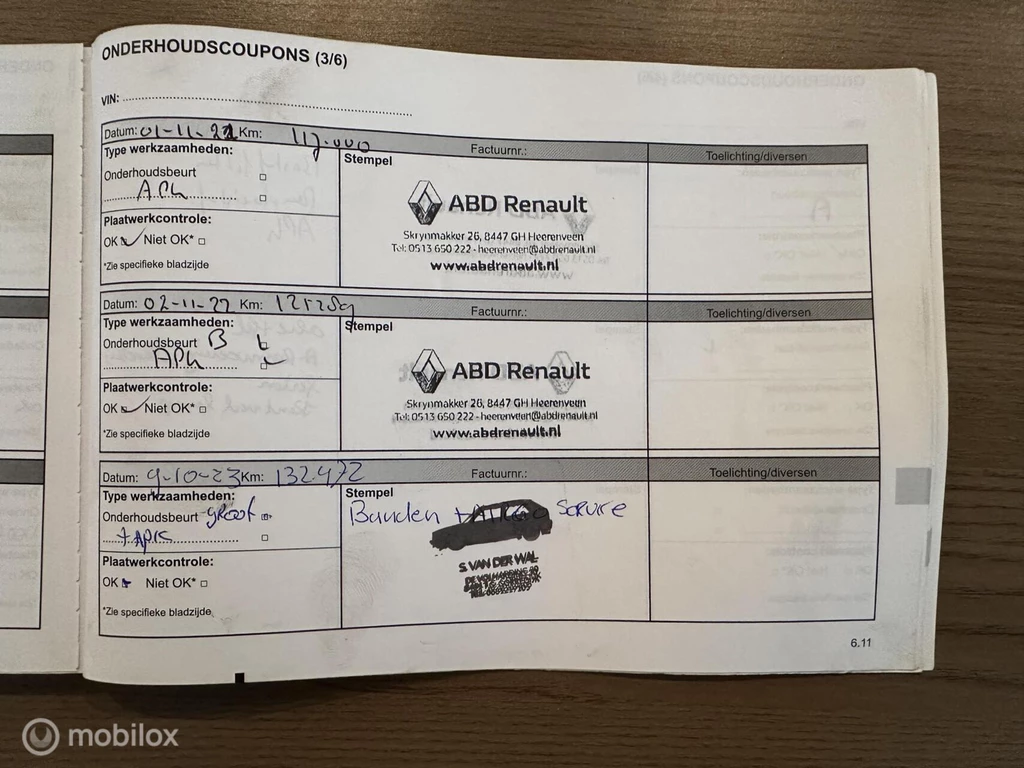 ONDERHOUDSCOUPONS (3/6)
VIN:
Datum: 01-11-21 Km: 117.000 Factuurnr.: Toelichting/diversen
Type werkzaamheden: Stempel
Onderhoudsbeurt
APK
Plaatwerkcontrole:
OK Niet OK*
*Zie specifieke bladzijde
ABD Renault
Skrynmakker 26, 8447 GH Heerenveen
Tel: 0513 650 222 - heerenveen@abdrenault.nl
www.abdrenault.nl
Datum: 02-11-22 Km: Factuurnr.: Toelichting/diversen
Type werkzaamheden: Stempel
Onderhoudsbeurt B
APK
Plaatwerkcontrole:
OK Niet OK*
*Zie specifieke bladzijde
ABD Renault
Skrynmakker 26, 8447 GH Heerenveen
Tel: 0513 650 222 - heerenveen@abdrenault.nl
www.abdrenault.nl
Datum: 9-10-23 Km: 132.472 Factuurnr.: Toelichting/diversen
Type werkzaamheden: Stempel
Onderhoudsbeurt groot
+APK
Plaatwerkcontrole:
OK Niet OK*
*Zie specifieke bladzijde
Banden + Service
S. VAN DER WAL
6.11
mobilox